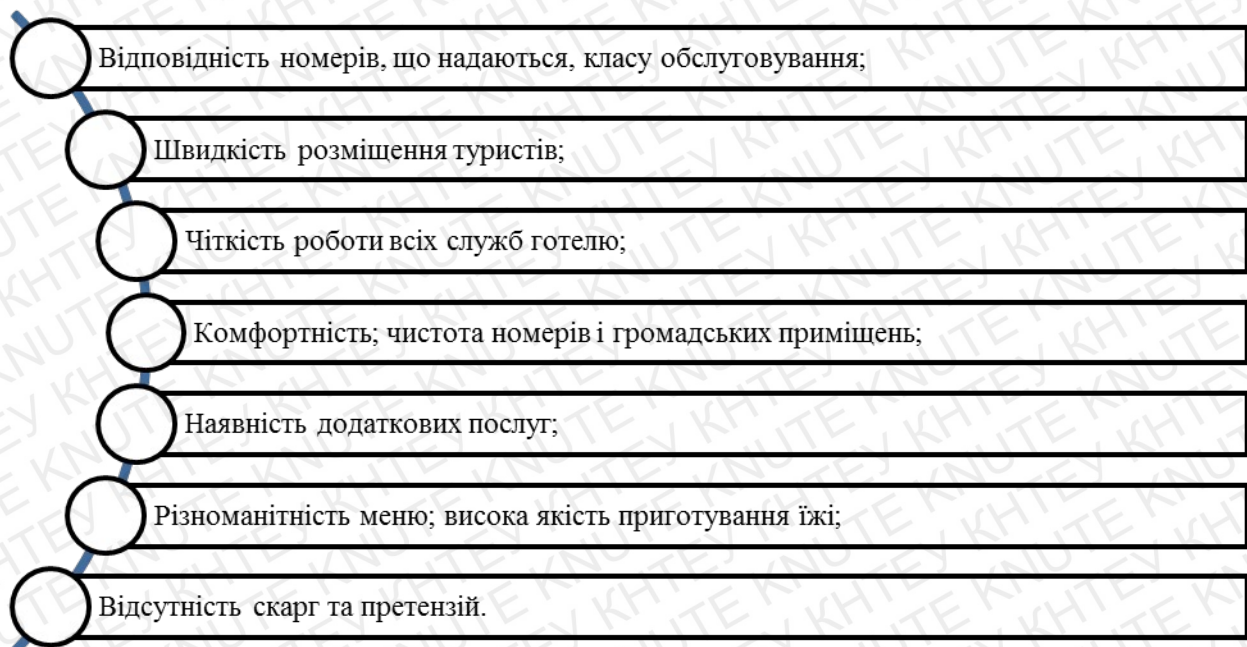 Відповідність номерів, що надаються, класу обслуговування;
Швидкість розміщення туристів;
Чіткість роботи всіх служб готелю;
Комфортність; чистота номерів і громадських приміщень;
Наявність додаткових послуг;
Різноманітність меню; висока якість приготування їжі;
Відсутність скарг та претензій.